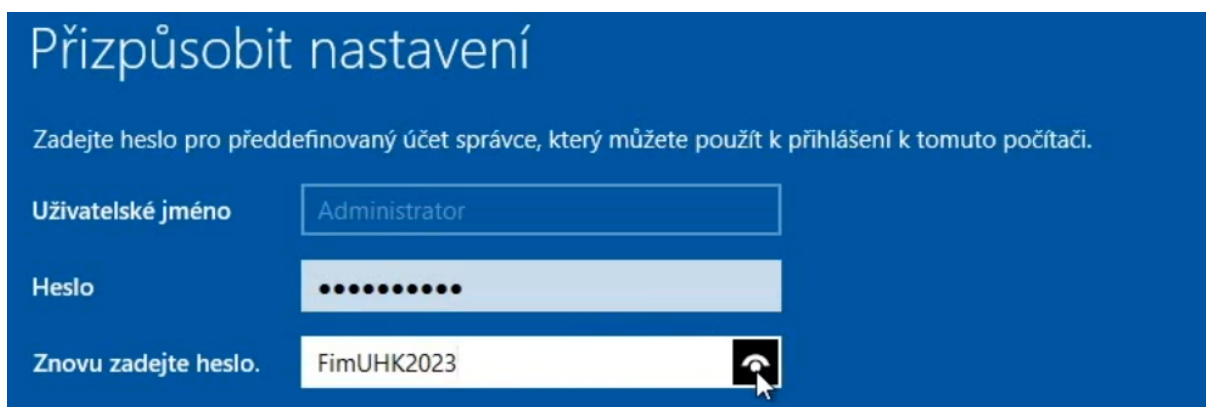 Přizpůsobit nastavení
Zadejte heslo pro předdefinovaný účet správce, který můžete použít k přihlášení k tomuto počítači.
Uživatelské jméno Administrator
Heslo ••••••••••
Znovu zadejte heslo. FimUHK2023